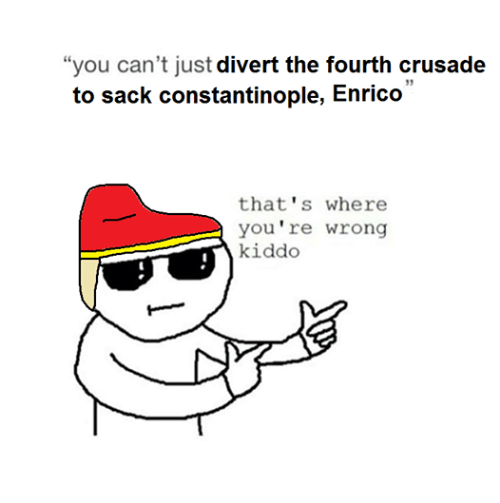 “you can’t just divert the fourth crusade
to sack constantinople, Enrico”
that's where
you're wrong
kiddo